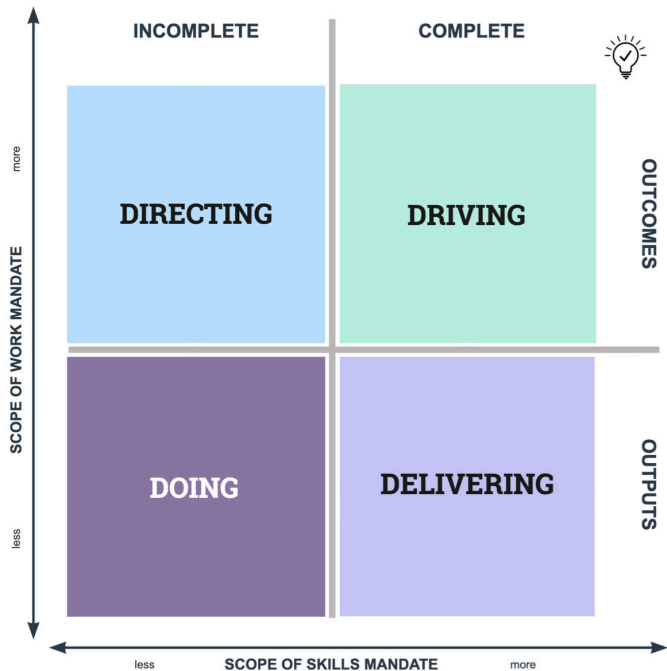 INCOMPLETE
COMPLETE
more
DIRECTING
DRIVING
OUTCOMES
SCOPE OF WORK MANDATE
DOING
DELIVERING
OUTPUTS
less
less
SCOPE OF SKILLS MANDATE
more